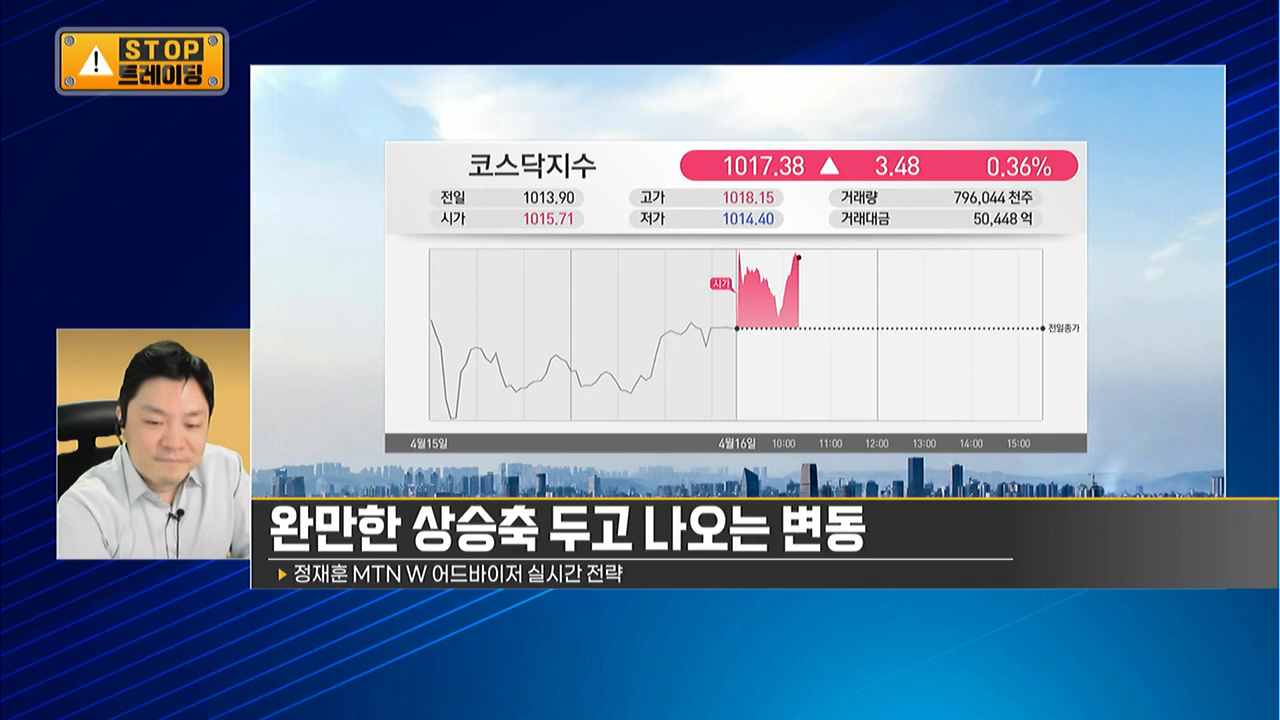 STOP
트레이딩
코스닥지수 1017.38 ▲ 3.48 0.36%
전일 1013.90 고가 1018.15 거래량 796,044 천주
시가 1015.71 저가 1014.40 거래대금 50,448 억
시가
전일종가
4월15일 4월16일 10:00 11:00 12:00 13:00 14:00 15:00
완만한 상승축 두고 나오는 변동
▶ 정재훈 MTN W 어드바이저 실시간 전략